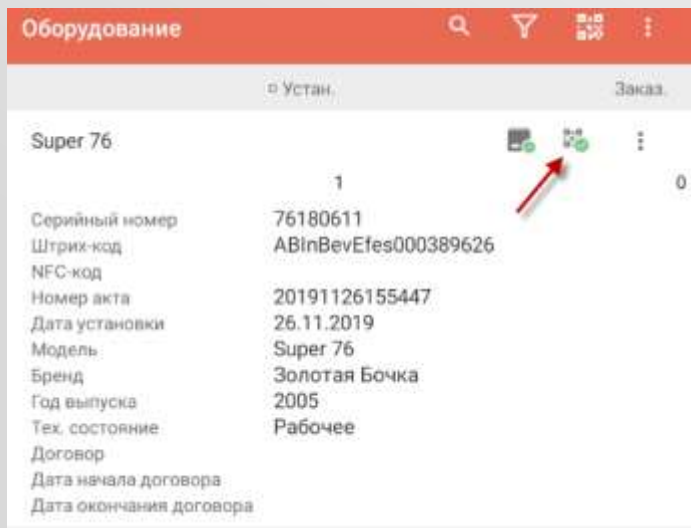 Оборудование
Устан. Заказ.
Super 76
1 0
Серийный номер 76180611
Штрих-код ABInBevEfes000389626
NFC-код
Номер акта 20191126155447
Дата установки 26.11.2019
Модель Super 76
Бренд Золотая Бочка
Год выпуска 2005
Тех. состояние Рабочее
Договор
Дата начала договора
Дата окончания договора